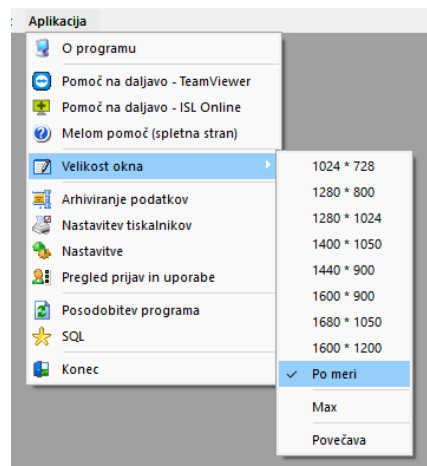 Aplikacija
O programu
Pomoč na daljavo - TeamViewer
Pomoč na daljavo - ISL Online
Melom pomoč (spletna stran)
Velikost okna
Arhiviranje podatkov
Nastavitev tiskalnikov
Nastavitve
Pregled prijav in uporabe
Posodobitev programa
SQL
Konec
1024 * 728
1280 * 800
1280 * 1024
1400 * 1050
1440 * 900
1600 * 900
1680 * 1050
1600 * 1200
Po meri
Max
Povečava